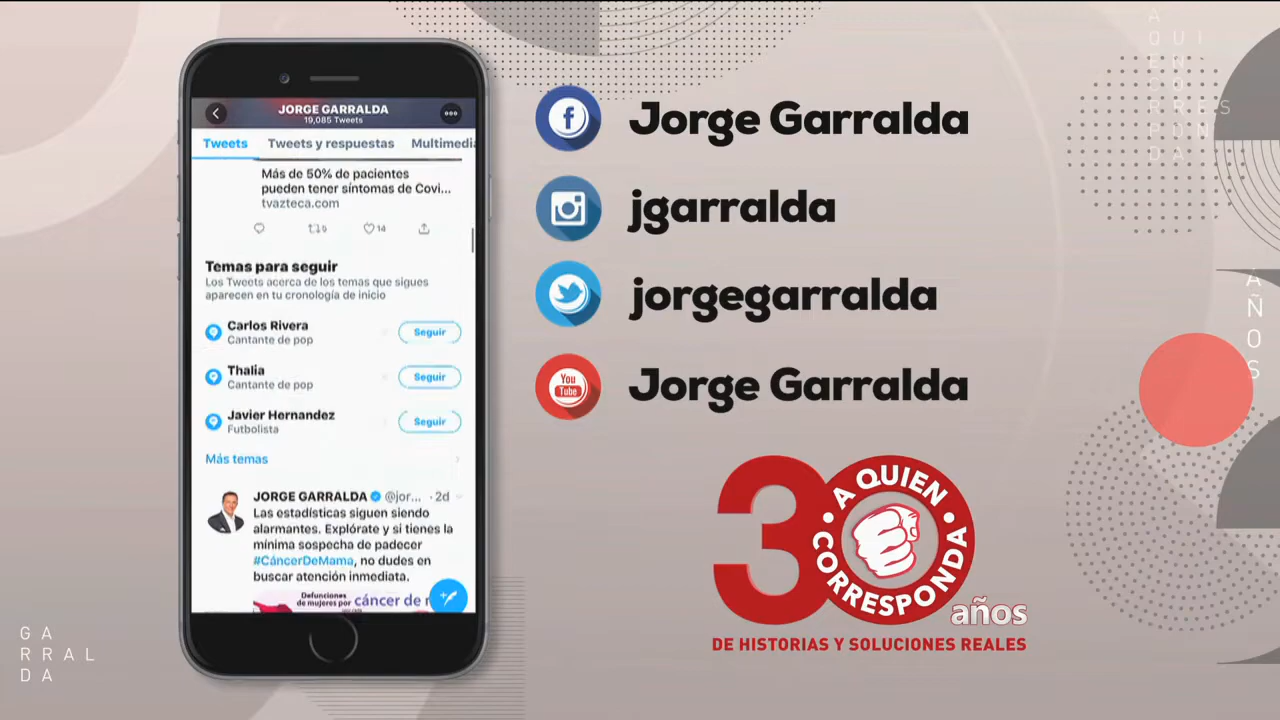 JORGE GARRALDA
19,085 Tweets
Tweets
Tweets y respuestas
Multimedia
Más de 50% de pacientes
pueden tener síntomas de Covi...
tvazteca.com
14
Temas para seguir
Los Tweets acerca de los temas que sigues
aparecen en tu cronología de inicio
Carlos Rivera
Cantante de pop
Seguir
Thalia
Cantante de pop
Seguir
Javier Hernandez
Futbolista
Seguir
Más temas
JORGE GARRALDA @jor... · 2d
Las estadísticas siguen siendo
alarmantes. Explórate y si tienes la
mínima sospecha de padecer
#CáncerDeMama, no dudes en
buscar atención inmediata.
Defunciones
de mujeres por cáncer de
Jorge Garralda
jgarralda
jorgegarralda
You
Tube
Jorge Garralda
30
A QUIEN
CORRESPONDA
años
DE HISTORIAS Y SOLUCIONES REALES
GA
RRAL
DA
AÑOS